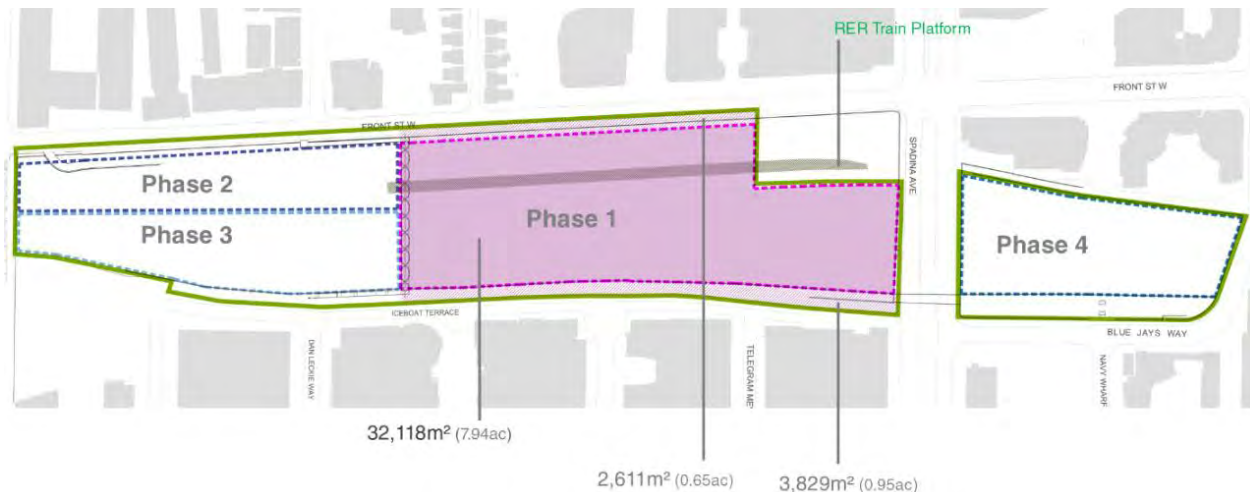 RER Train Platform
FRONT ST W
FRONT ST W
SPADINA AVE
Phase 2
Phase 1
Phase 3
Phase 4
ICEBOAT TERRACE
BLUE JAYS WAY
DAN LECKIE WAY
TELEGRAM ME
NAVY WHARF
32,118m² (7.94ac)
2,611m² (0.65ac)
3,829m² (0.95ac)